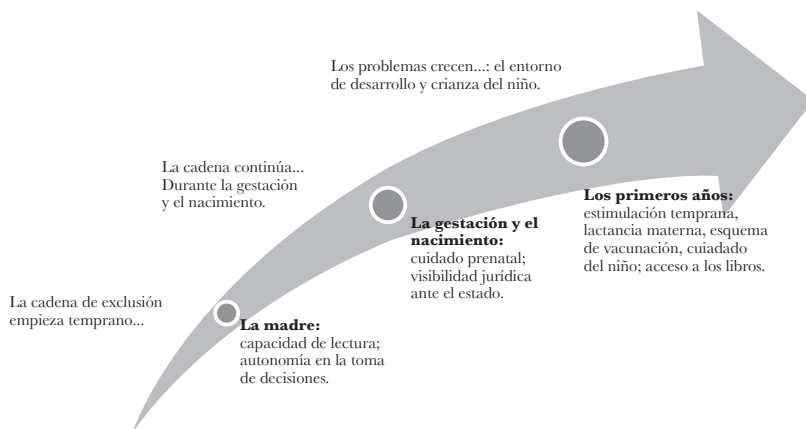 Los problemas crecen...: el entorno
de desarrollo y crianza del niño.
La cadena continúa...
Durante la gestación
y el nacimiento.
Los primeros años:
estimulación temprana,
lactancia materna, esquema
de vacunación, cuiadado
del niño; acceso a los libros.
La gestación y el
nacimiento:
cuidado prenatal;
visibilidad jurídica
ante el estado.
La cadena de exclusión
empieza temprano...
La madre:
capacidad de lectura;
autonomía en la toma
de decisiones.